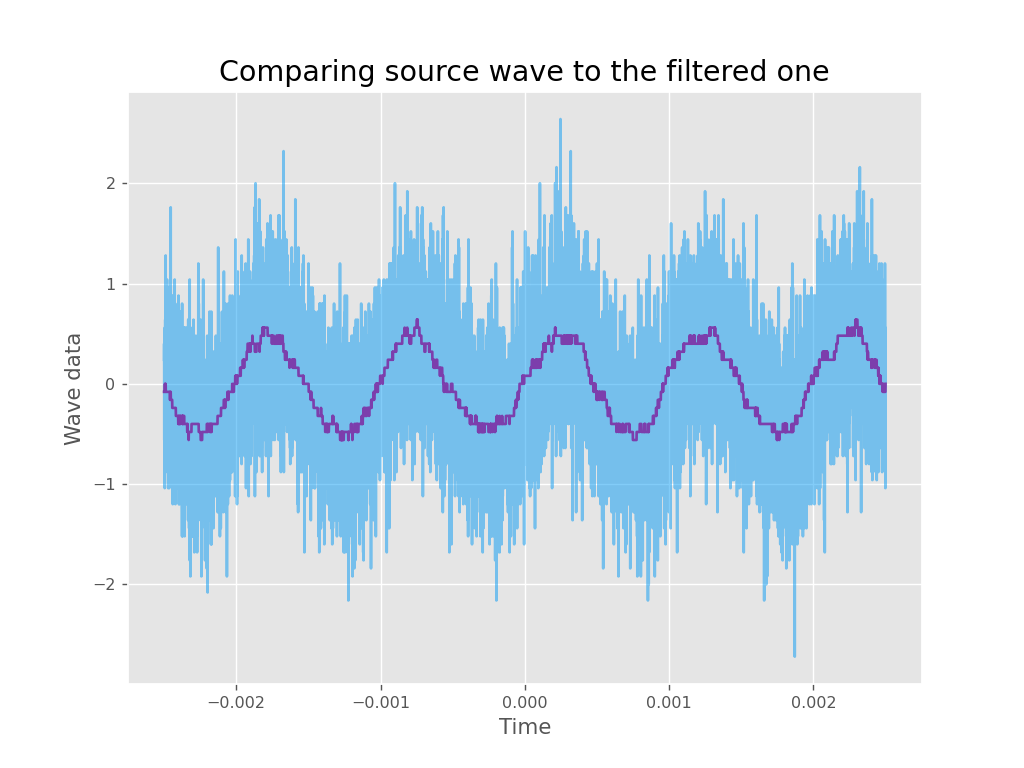 Comparing source wave to the filtered one
Wave data
2
1
0
−1
−2
−0.002 −0.001 0.000 0.001 0.002
Time